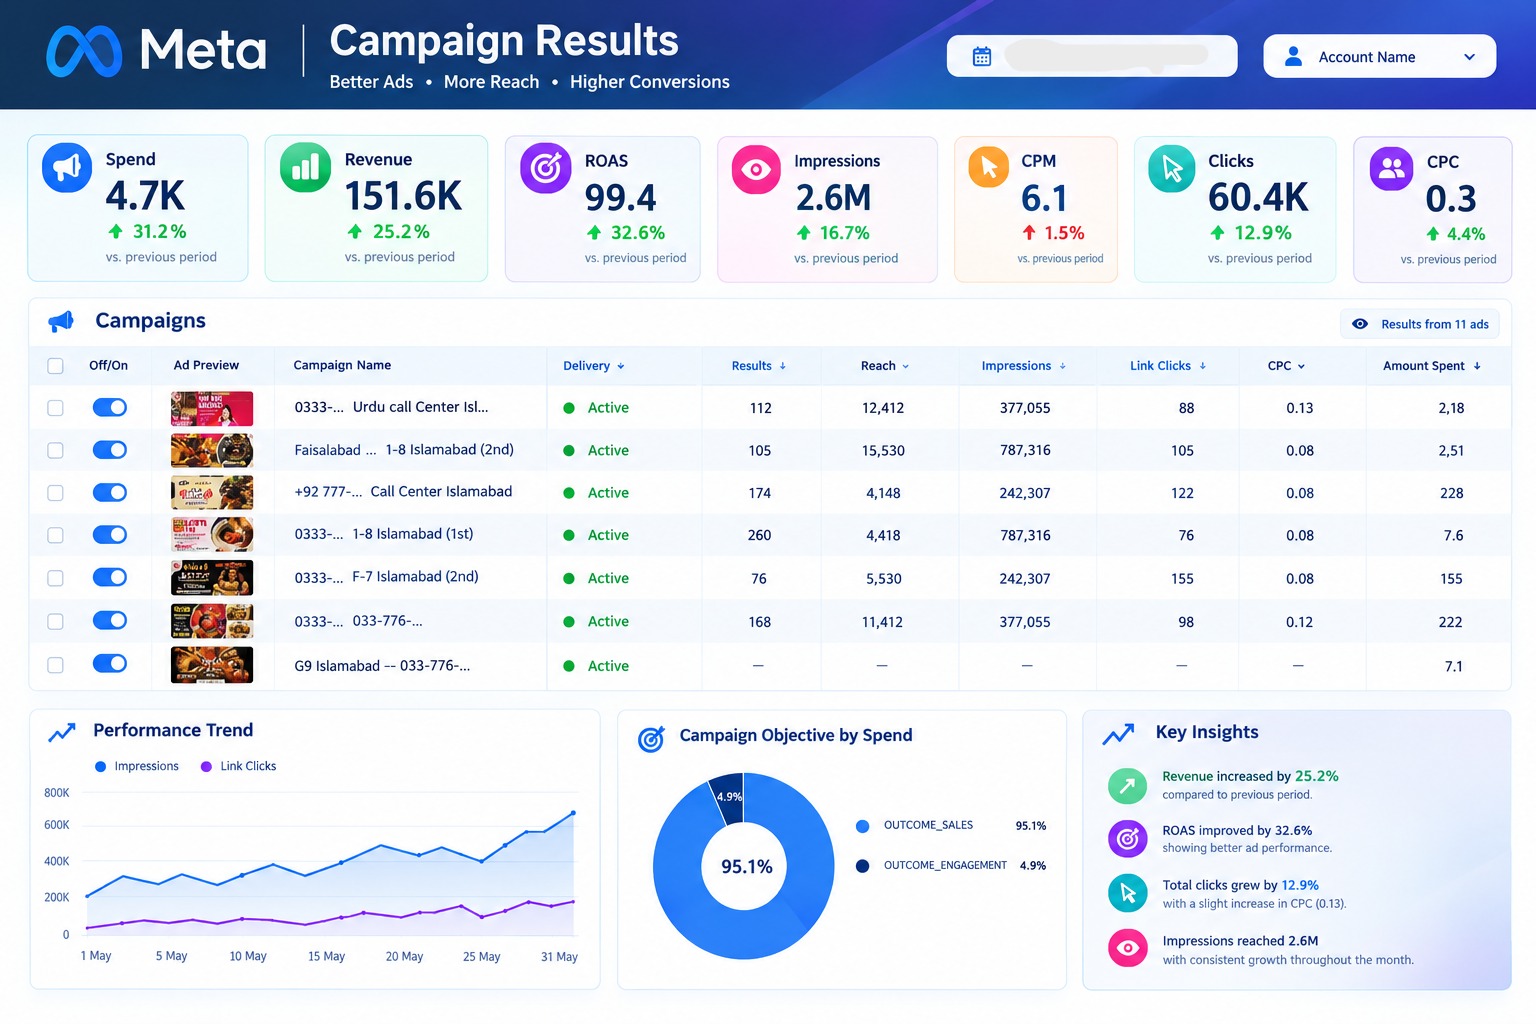 Meta
Campaign Results
Better Ads • More Reach • Higher Conversions
Account Name
Spend
4.7K
31.2%
vs. previous period
Revenue
151.6K
25.2%
vs. previous period
ROAS
99.4
32.6%
vs. previous period
Impressions
2.6M
16.7%
vs. previous period
CPM
6.1
1.5%
vs. previous period
Clicks
60.4K
12.9%
vs. previous period
CPC
0.3
4.4%
vs. previous period
Campaigns
Results from 11 ads
Off/On Ad Preview Campaign Name Delivery Results Reach Impressions Link Clicks CPC Amount Spent
0333-... Urdu call Center Isl... Active 112 12,412 377,055 88 0.13 2,18
Faisalabad ... 1-8 Islamabad (2nd) Active 105 15,530 787,316 105 0.08 2,51
+92 777-... Call Center Islamabad Active 174 4,148 242,307 122 0.08 228
0333-... 1-8 Islamabad (1st) Active 260 4,418 787,316 76 0.08 7.6
0333-... F-7 Islamabad (2nd) Active 76 5,530 242,307 155 0.08 155
0333-... 033-776-... Active 168 11,412 377,055 98 0.12 222
G9 Islamabad -- 033-776-... Active — — — — — 7.1
Performance Trend
Impressions Link Clicks
800K
600K
400K
200K
0
1 May 5 May 10 May 15 May 20 May 25 May 31 May
Campaign Objective by Spend
4.9%
95.1%
OUTCOME_SALES 95.1%
OUTCOME_ENGAGEMENT 4.9%
Key Insights
Revenue increased by 25.2%
compared to previous period.
ROAS improved by 32.6%
showing better ad performance.
Total clicks grew by 12.9%
with a slight increase in CPC (0.13).
Impressions reached 2.6M
with consistent growth throughout the month.